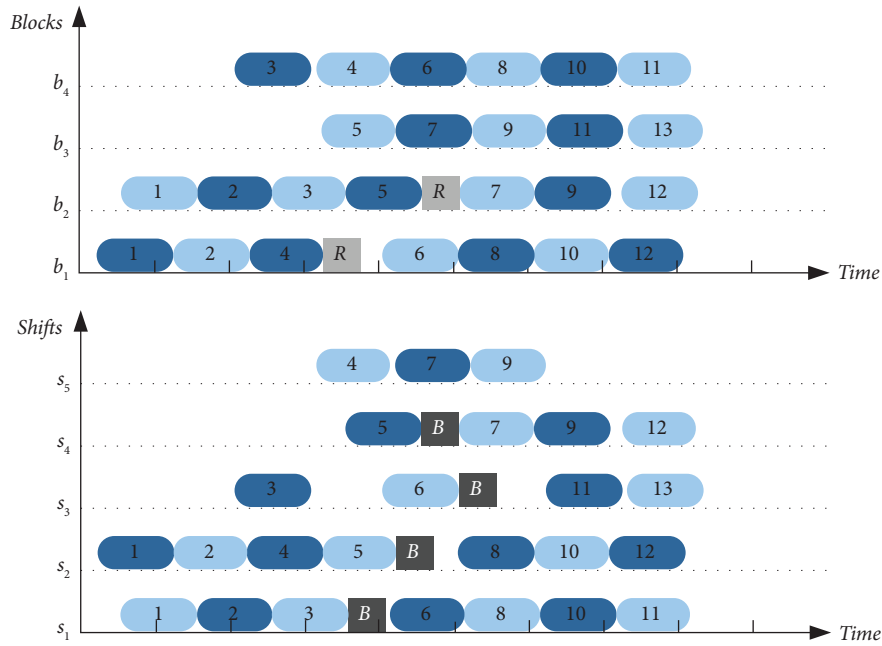 Blocks
b4 3 4 6 8 10 11
b3 5 7 9 11 13
b2 1 2 3 5 R 7 9 12
b1 1 2 4 R 6 8 10 12
Time
Shifts
s5 4 7 9
s4 5 B 7 9 12
s3 3 6 B 11 13
s2 1 2 4 5 B 8 10 12
s1 1 2 3 B 6 8 10 11
Time